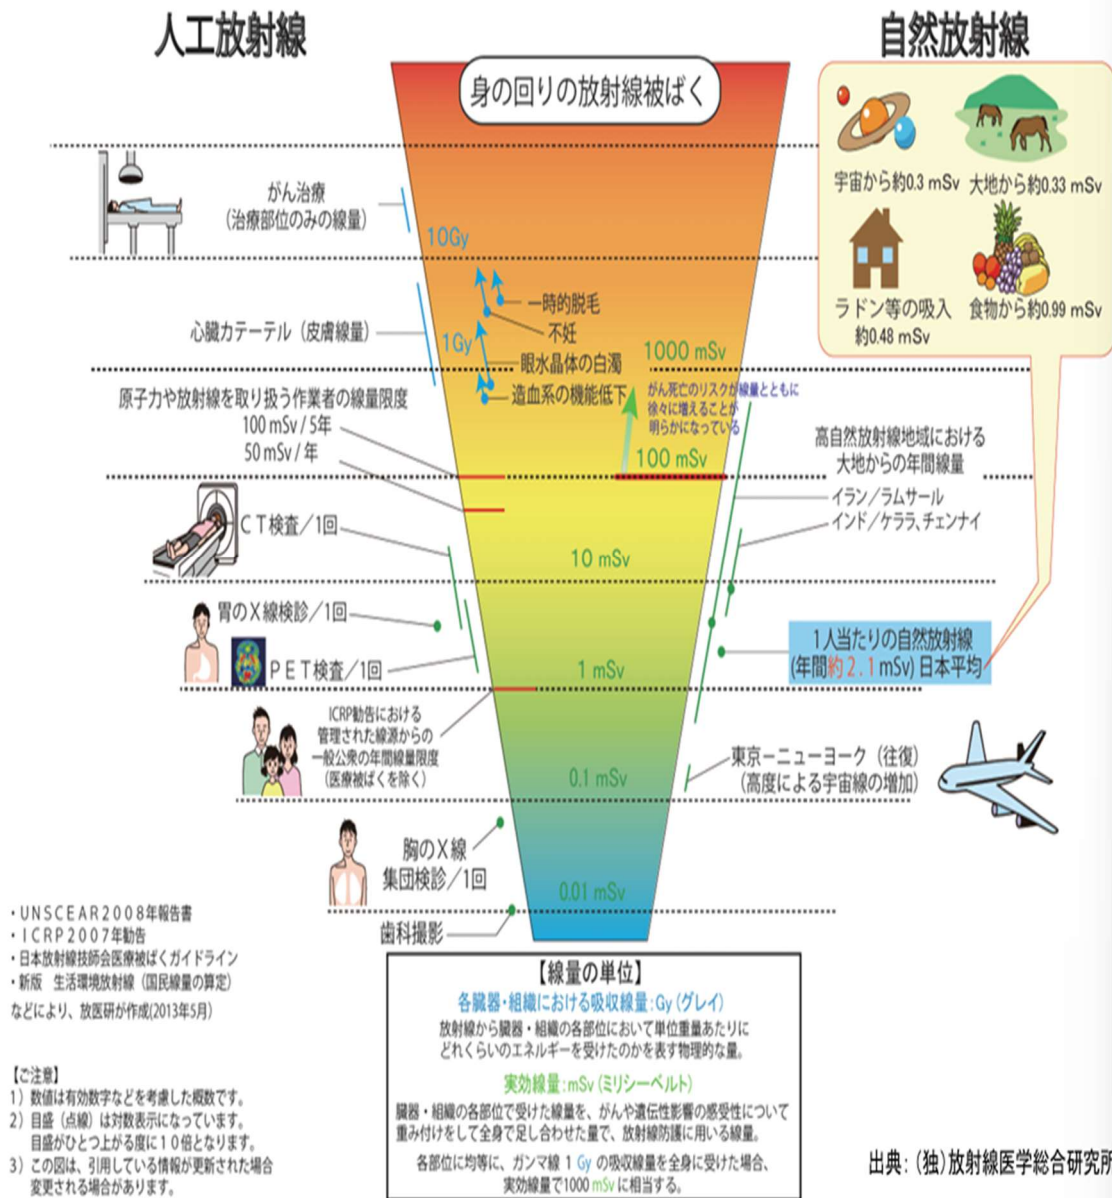 人工放射線
自然放射線
身の回りの放射線被ばく
宇宙から約0.3 mSv
大地から約0.33 mSv
ラドン等の吸入
約0.48 mSv
食物から約0.99 mSv
がん治療
(治療部位のみの線量)
10Gy
一時的脱毛
不妊
心臓カテーテル(皮膚線量)
1Gy
眼水晶体の白濁
造血系の機能低下
1000 mSv
がん死亡のリスクが線量とともに
徐々に増えることが
明らかになっている
原子力や放射線を取り扱う作業者の線量限度
100 mSv / 5年
50 mSv / 年
100 mSv
高自然放射線地域における
大地からの年間線量
イラン/ラムサール
インド/ケララ、チェンナイ
CT検査/1回
10 mSv
胃のX線検診/1回
PET検査/1回
1 mSv
1人当たりの自然放射線
(年間約2.1mSv)日本平均
ICRP勧告における
管理された線源からの
一般公衆の年間線量限度
(医療被ばくを除く)
0.1 mSv
東京ーニューヨーク(往復)
(高度による宇宙線の増加)
胸のX線
集団検診/1回
0.01 mSv
歯科撮影
・UNSCEAR2008年報告書
・ICRP2007年勧告
・日本放射線技師会医療被ばくガイドライン
・新版 生活環境放射線(国民線量の算定)
などにより、放医研が作成(2013年5月)
【ご注意】
1)数値は有効数字などを考慮した概数です。
2)目盛(点線)は対数表示になっています。
目盛がひとつ上がる度に10倍となります。
3)この図は、引用している情報が更新された場合
変更される場合があります。
【線量の単位】
各臓器・組織における吸収線量:Gy(グレイ)
放射線から臓器・組織の各部位において単位重量あたりに
どれくらいのエネルギーを受けたのかを表す物理的な量。
実効線量:mSv(ミリシーベルト)
臓器・組織の各部位で受けた線量を、がんや遺伝性影響の感受性について
重み付けをして全身で足し合わせた量で、放射線防護に用いる線量。
各部位に均等に、ガンマ線 1 Gy の吸収線量を全身に受けた場合、
実効線量で1000 mSv に相当する。
出典:(独)放射線医学総合研究所